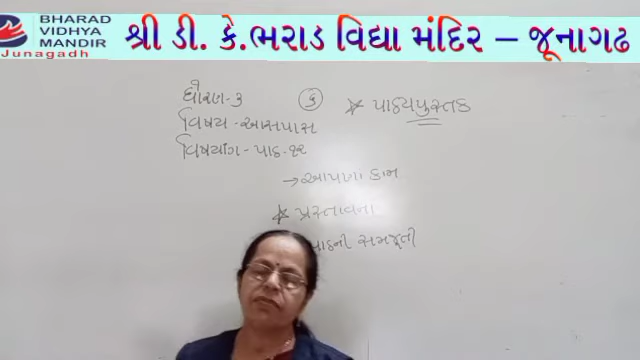 BHARAD
VIDHYA
MANDIR
Junagadh
શ્રી ડી. કે.ભરાડ વિદ્યા મંદિર – જૂનાગઢ
ધોરણ-૩
વિષય-આસપાસ
વિષયાંગ-પાઠ-૧૨
→આપણા કામ
* પ્રસ્તાવના
પાઠની સમજૂતી
* પાઠ્યપુસ્તક